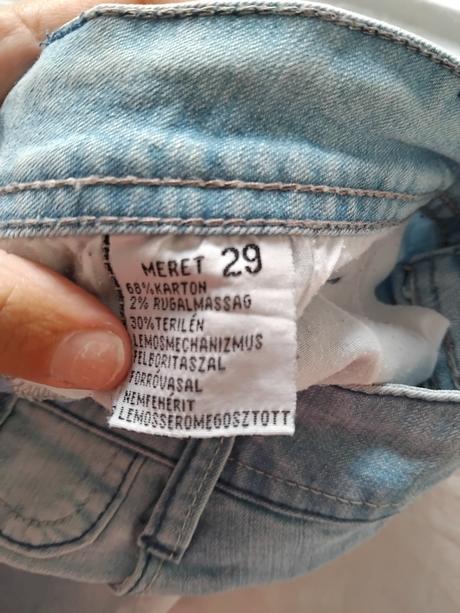 MERET 29
68%KARTON
2% RUGALMASSAG
30%TERILÉN
LEMOSMECHANIZMUS
FELBORITASZAL
FORRÓVASAL
NEMFEHÉRIT
LEMOSSEROMEGOSZTOTT